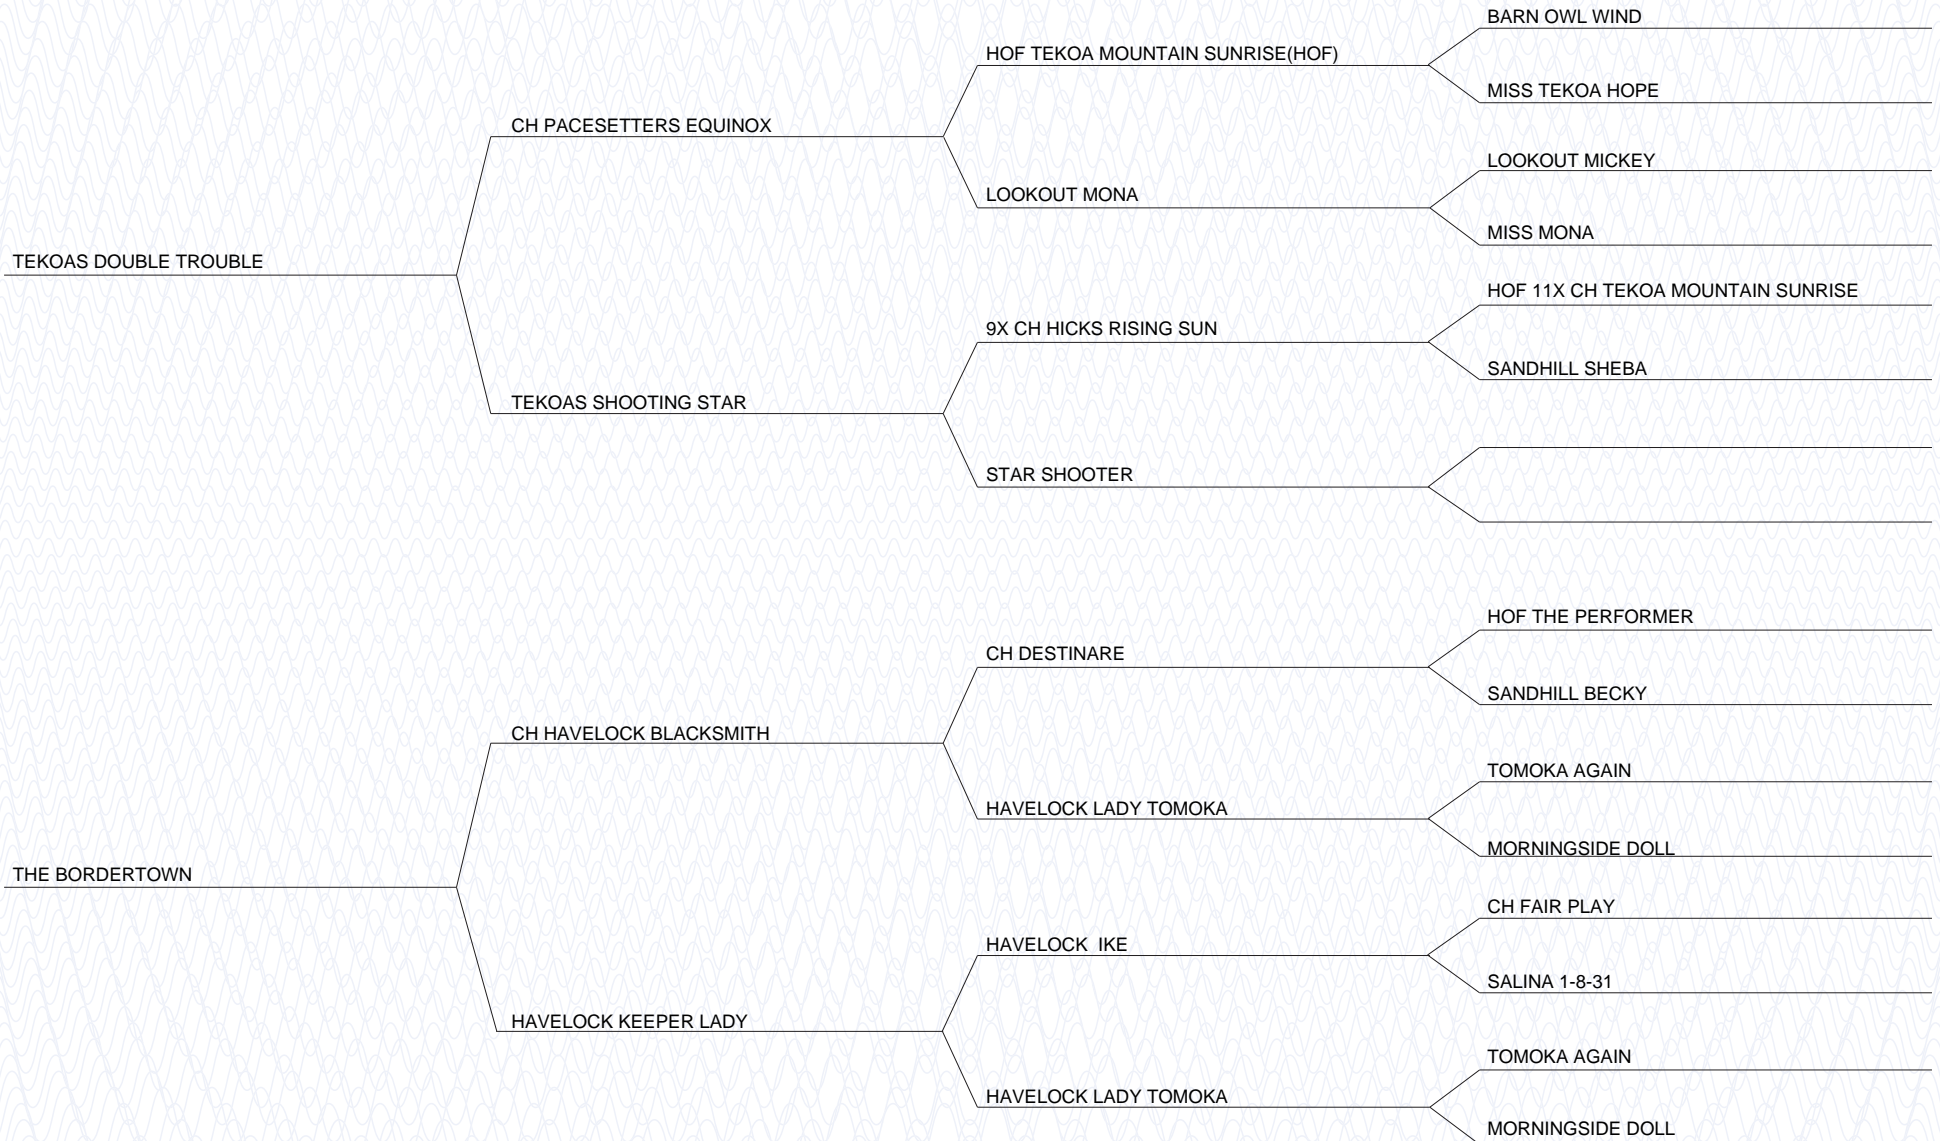 BARN OWL WIND
HOF TEKOA MOUNTAIN SUNRISE(HOF)
MISS TEKOA HOPE
CH PACESETTERS EQUINOX
LOOKOUT MICKEY
LOOKOUT MONA
MISS MONA
TEKOAS DOUBLE TROUBLE
HOF 11X CH TEKOA MOUNTAIN SUNRISE
9X CH HICKS RISING SUN
SANDHILL SHEBA
TEKOAS SHOOTING STAR
STAR SHOOTER
HOF THE PERFORMER
CH DESTINARE
SANDHILL BECKY
CH HAVELOCK BLACKSMITH
TOMOKA AGAIN
HAVELOCK LADY TOMOKA
MORNINGSIDE DOLL
THE BORDERTOWN
CH FAIR PLAY
HAVELOCK  IKE
SALINA 1-8-31
HAVELOCK KEEPER LADY
TOMOKA AGAIN
HAVELOCK LADY TOMOKA
MORNINGSIDE DOLL